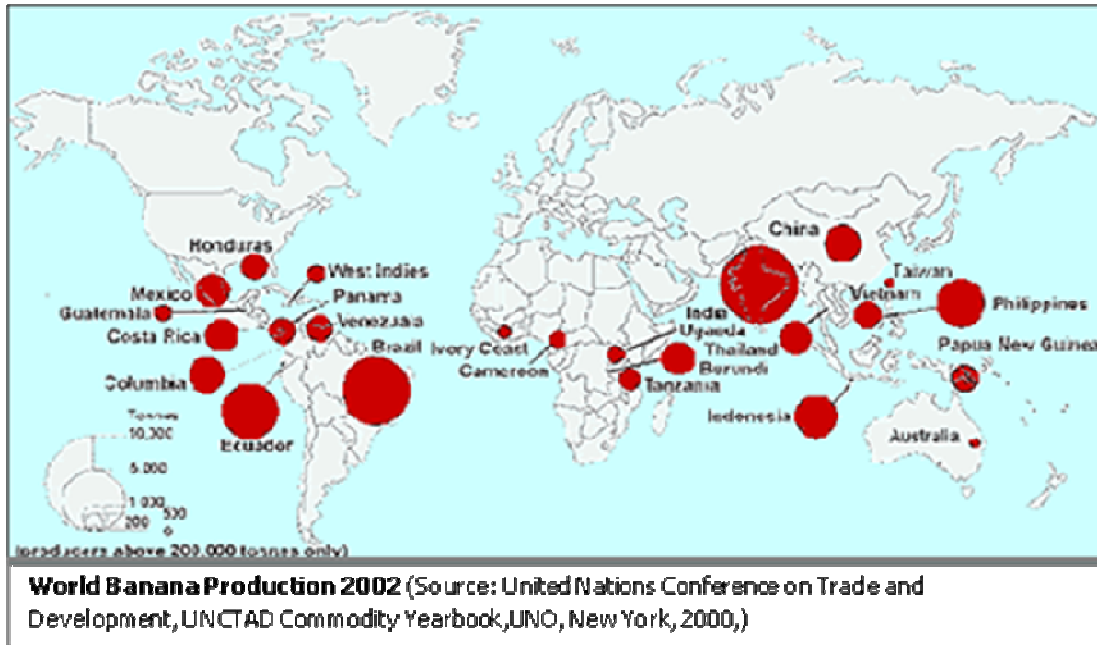 China
Honduras
West Indies
Taiwan
Mexico
Panama
Vietnam
Philippines
Guatemala
Venezuala
India
Costa Rica
Ivory Coast
Uganda
Brazil
Thailand
Papua New Guinea
Cameroon
Burundi
Columbia
Tanzania
Indonesia
Tonnes
10,000
Ecuador
Australia
5,000
1 000
500
200
0
(producers above 200,000 tonnes only)
World Banana Production 2002 (Source: United Nations Conference on Trade and
Development, UNCTAD Commodity Yearbook,UNO, New York, 2000,)